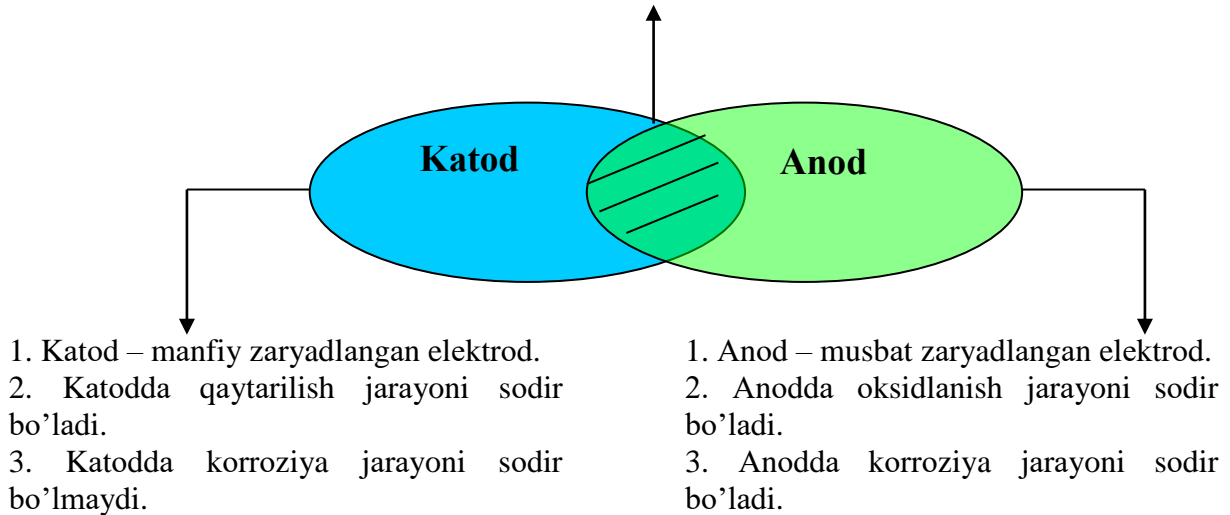 Katod
Anod
1. Katod – manfiy zaryadlangan elektrod.
2. Katodda qaytarilish jarayoni sodir
bo’ladi.
3. Katodda korroziya jarayoni sodir
bo’lmaydi.
1. Anod – musbat zaryadlangan elektrod.
2. Anodda oksidlanish jarayoni sodir
bo’ladi.
3. Anodda korroziya jarayoni sodir
bo’ladi.